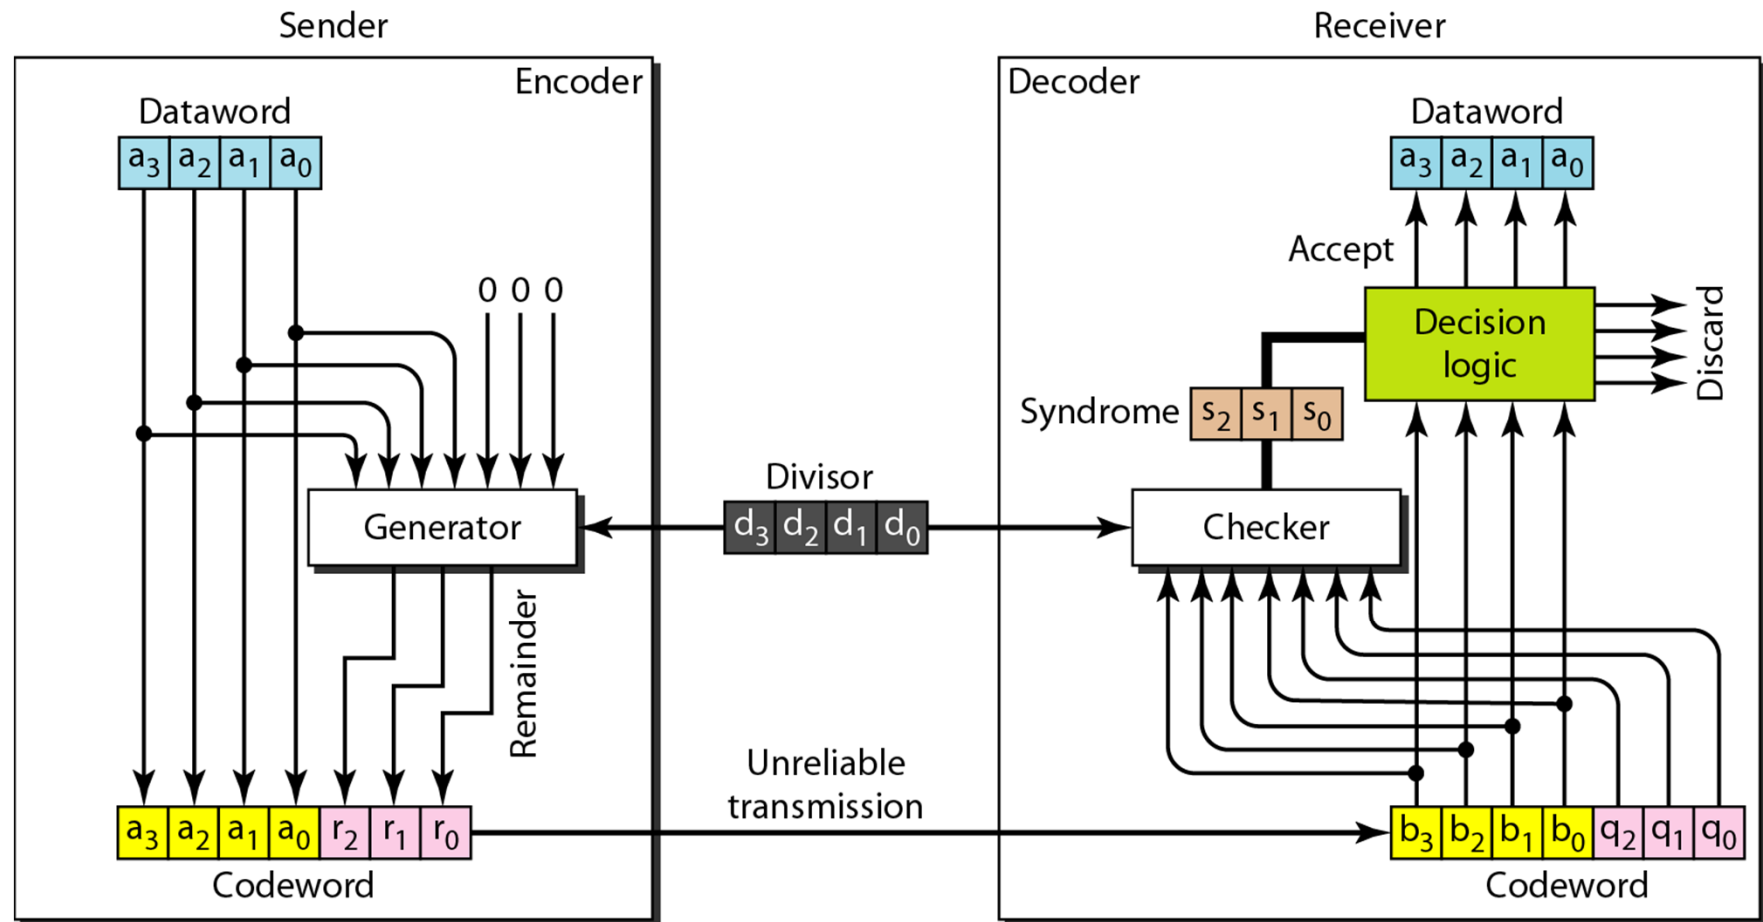 Sender
Encoder
Dataword
a3 a2 a1 a0
0 0 0
Generator
Remainder
a3 a2 a1 a0 r2 r1 r0
Codeword
Divisor
d3 d2 d1 d0
Unreliable
transmission
Receiver
Decoder
Dataword
a3 a2 a1 a0
Accept
Decision
logic
Discard
Syndrome
s2 s1 s0
Checker
b3 b2 b1 b0 q2 q1 q0
Codeword